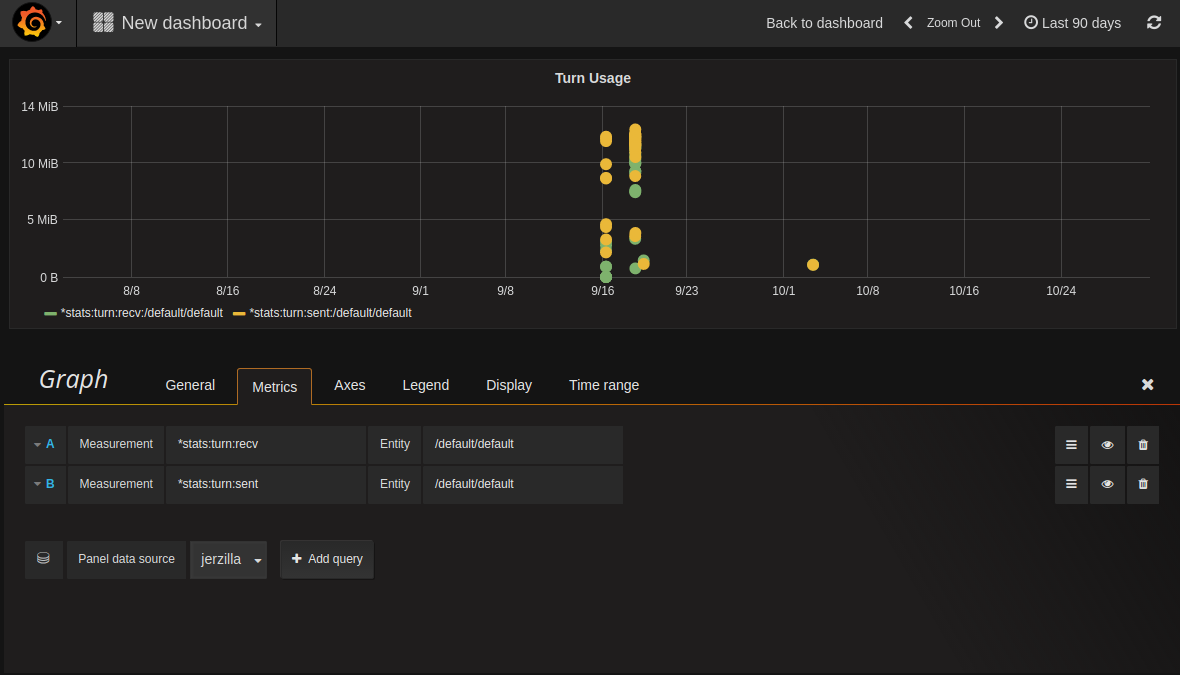 New dashboard
Back to dashboard Zoom Out Last 90 days
Turn Usage
14 MiB
10 MiB
5 MiB
0 B
8/8 8/16 8/24 9/1 9/8 9/16 9/23 10/1 10/8 10/16 10/24
*stats:turn:recv:/default/default *stats:turn:sent:/default/default
Graph General Metrics Axes Legend Display Time range
A Measurement *stats:turn:recv Entity /default/default
B Measurement *stats:turn:sent Entity /default/default
Panel data source jerzilla Add query